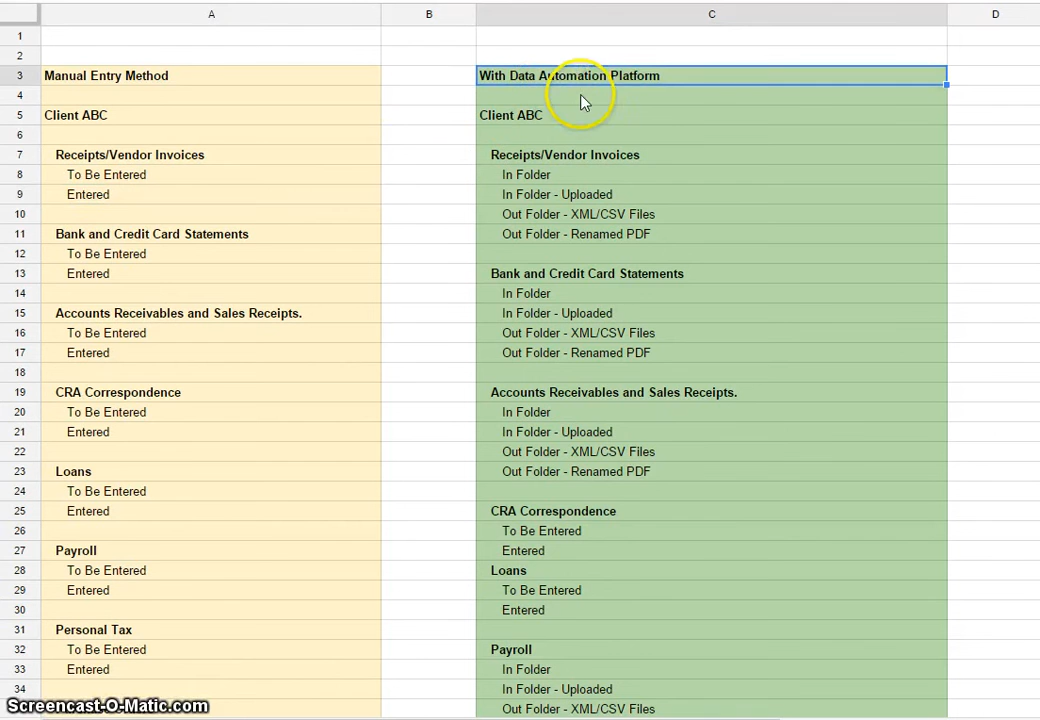 A B C D
1
2
3 Manual Entry Method With Data Automation Platform
4
5 Client ABC Client ABC
6
7 Receipts/Vendor Invoices Receipts/Vendor Invoices
8 To Be Entered In Folder
9 Entered In Folder - Uploaded
10 Out Folder - XML/CSV Files
11 Bank and Credit Card Statements Out Folder - Renamed PDF
12 To Be Entered
13 Entered Bank and Credit Card Statements
14 In Folder
15 Accounts Receivables and Sales Receipts. In Folder - Uploaded
16 To Be Entered Out Folder - XML/CSV Files
17 Entered Out Folder - Renamed PDF
18
19 CRA Correspondence Accounts Receivables and Sales Receipts.
20 To Be Entered In Folder
21 Entered In Folder - Uploaded
22 Out Folder - XML/CSV Files
23 Loans Out Folder - Renamed PDF
24 To Be Entered
25 Entered CRA Correspondence
26 To Be Entered
27 Payroll Entered
28 To Be Entered Loans
29 Entered To Be Entered
30 Entered
31 Personal Tax
32 To Be Entered Payroll
33 Entered In Folder
34 In Folder - Uploaded
Out Folder - XML/CSV Files
Screencast-O-Matic.com